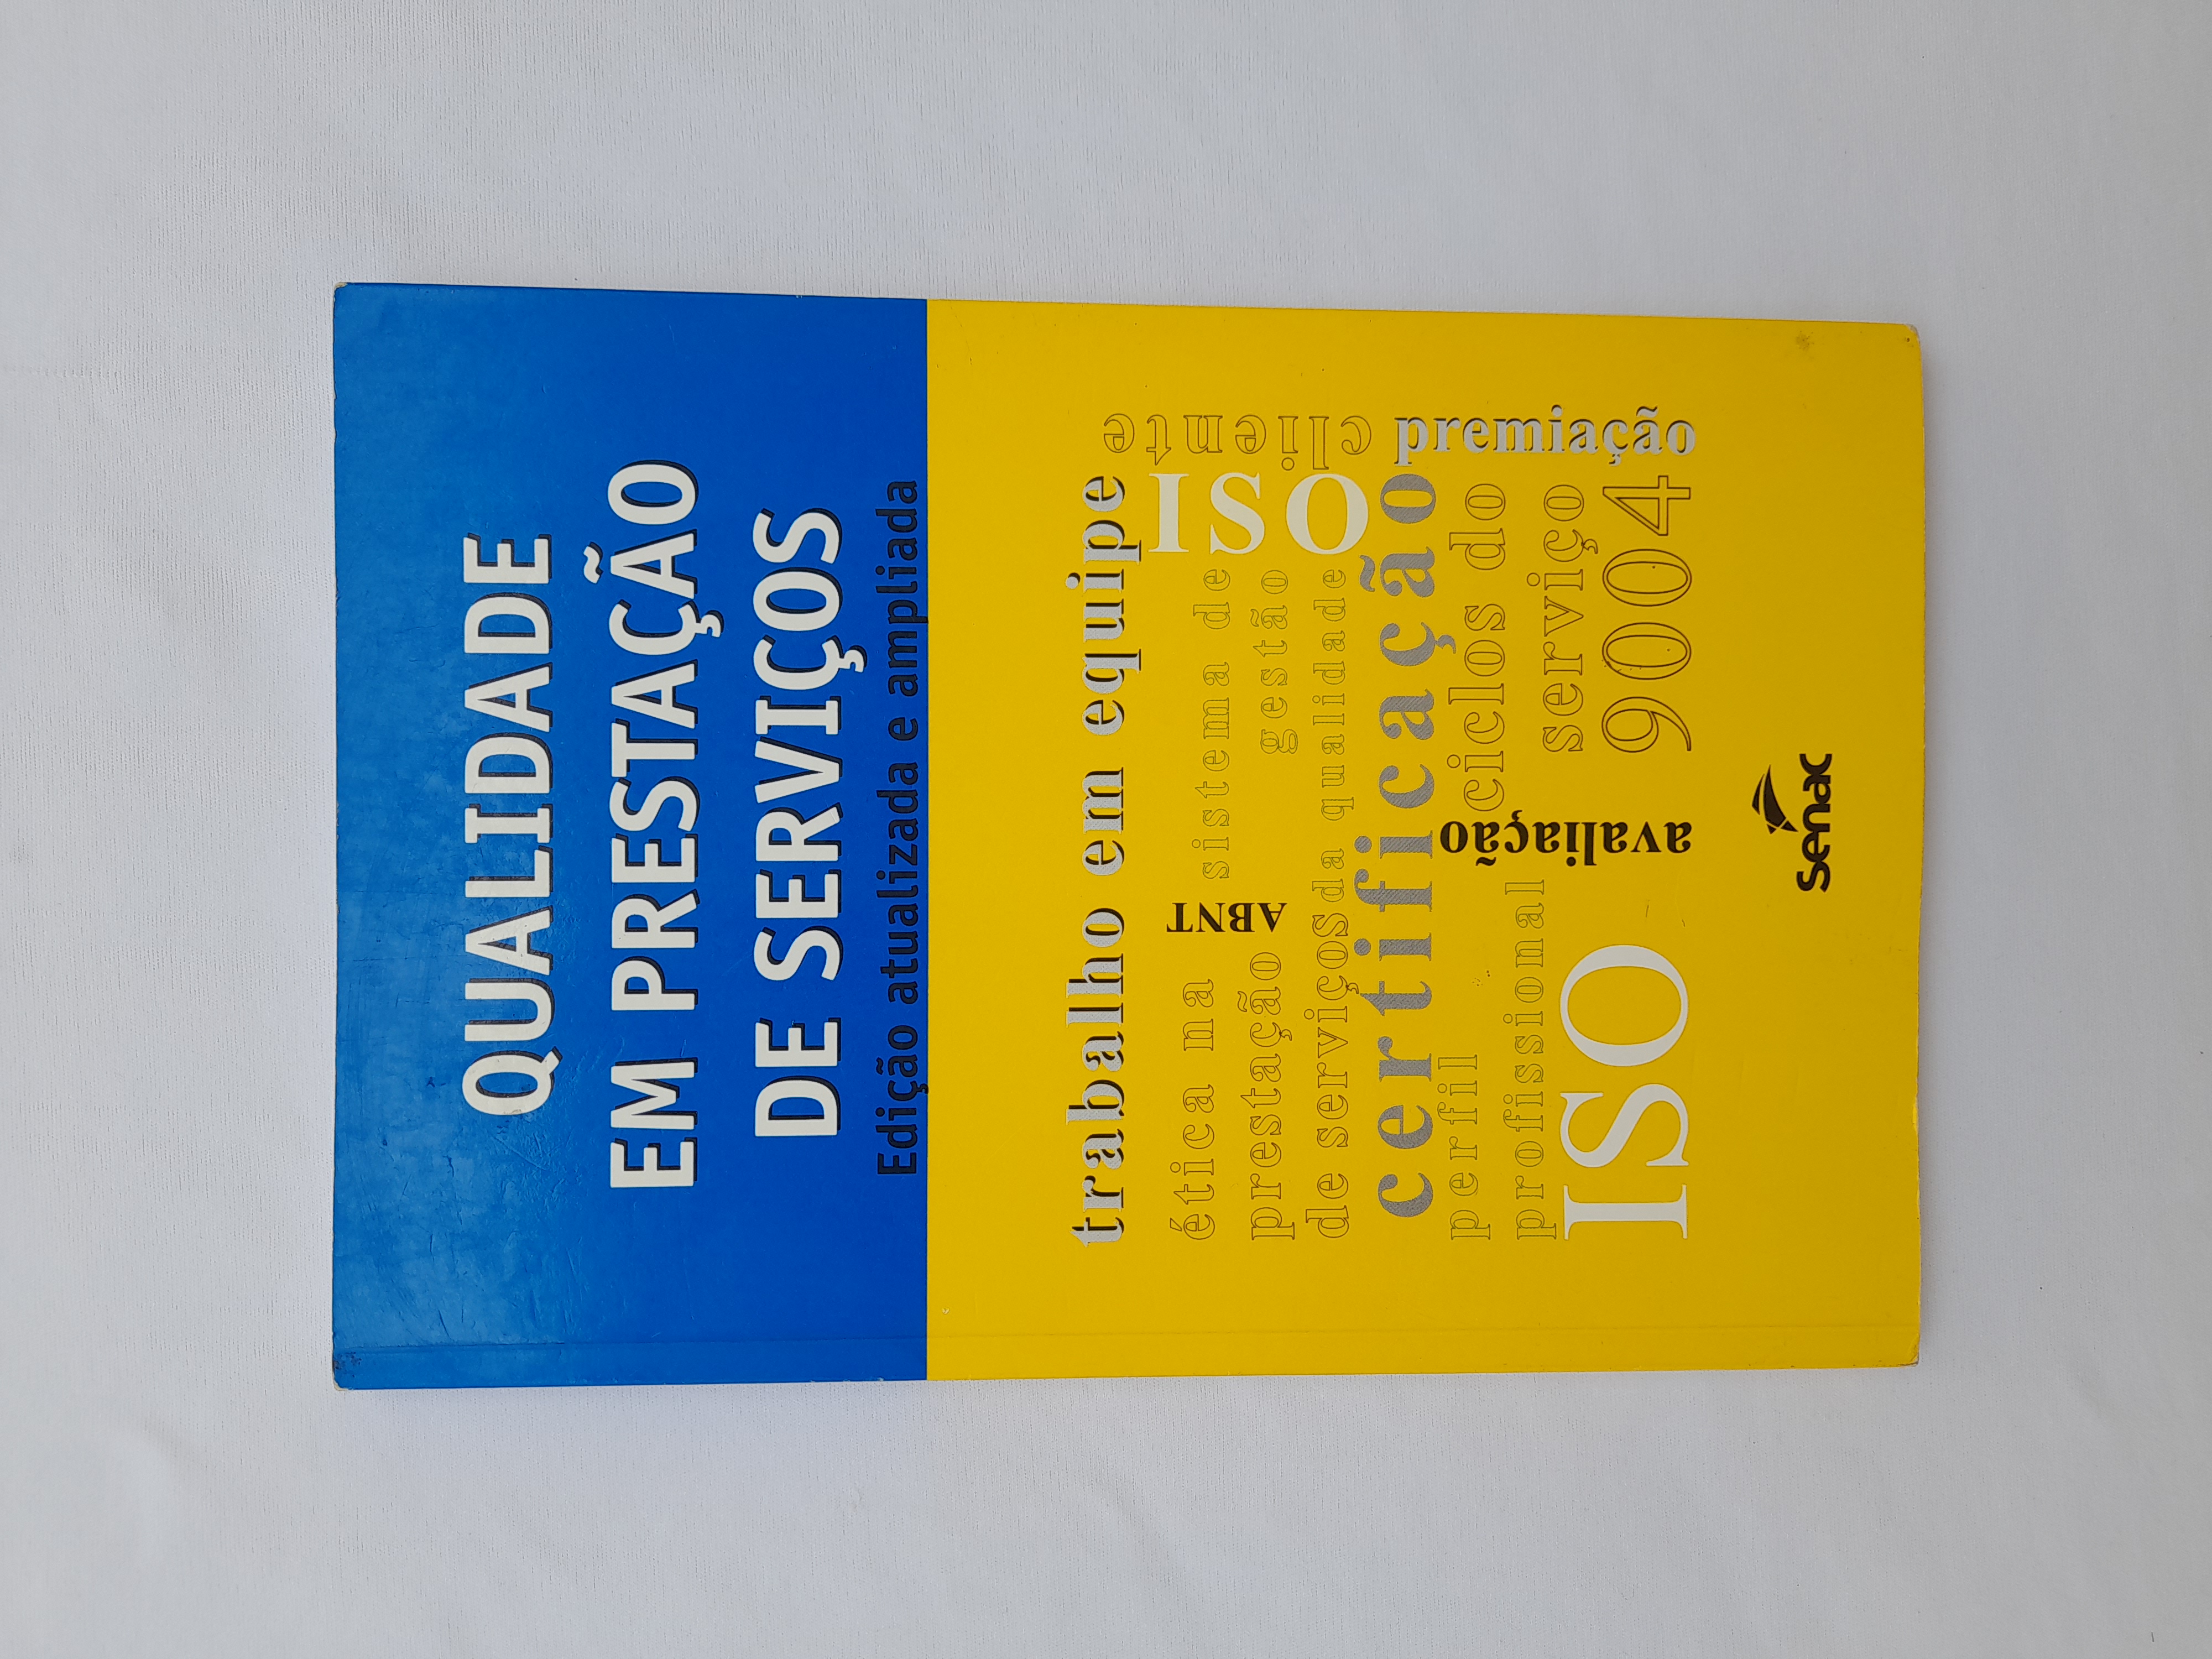 QUALIDADE
EM PRESTAÇÃO
DE SERVIÇOS
Edição atualizada e ampliada
trabalho em equipe
ética na
prestação
de serviços
ABNT
sistema de
gestão
da qualidade
ISO
cliente
certificação
perfil
profissional
ISO
avaliação
ciclos do
serviço
9004
premiação
Senac